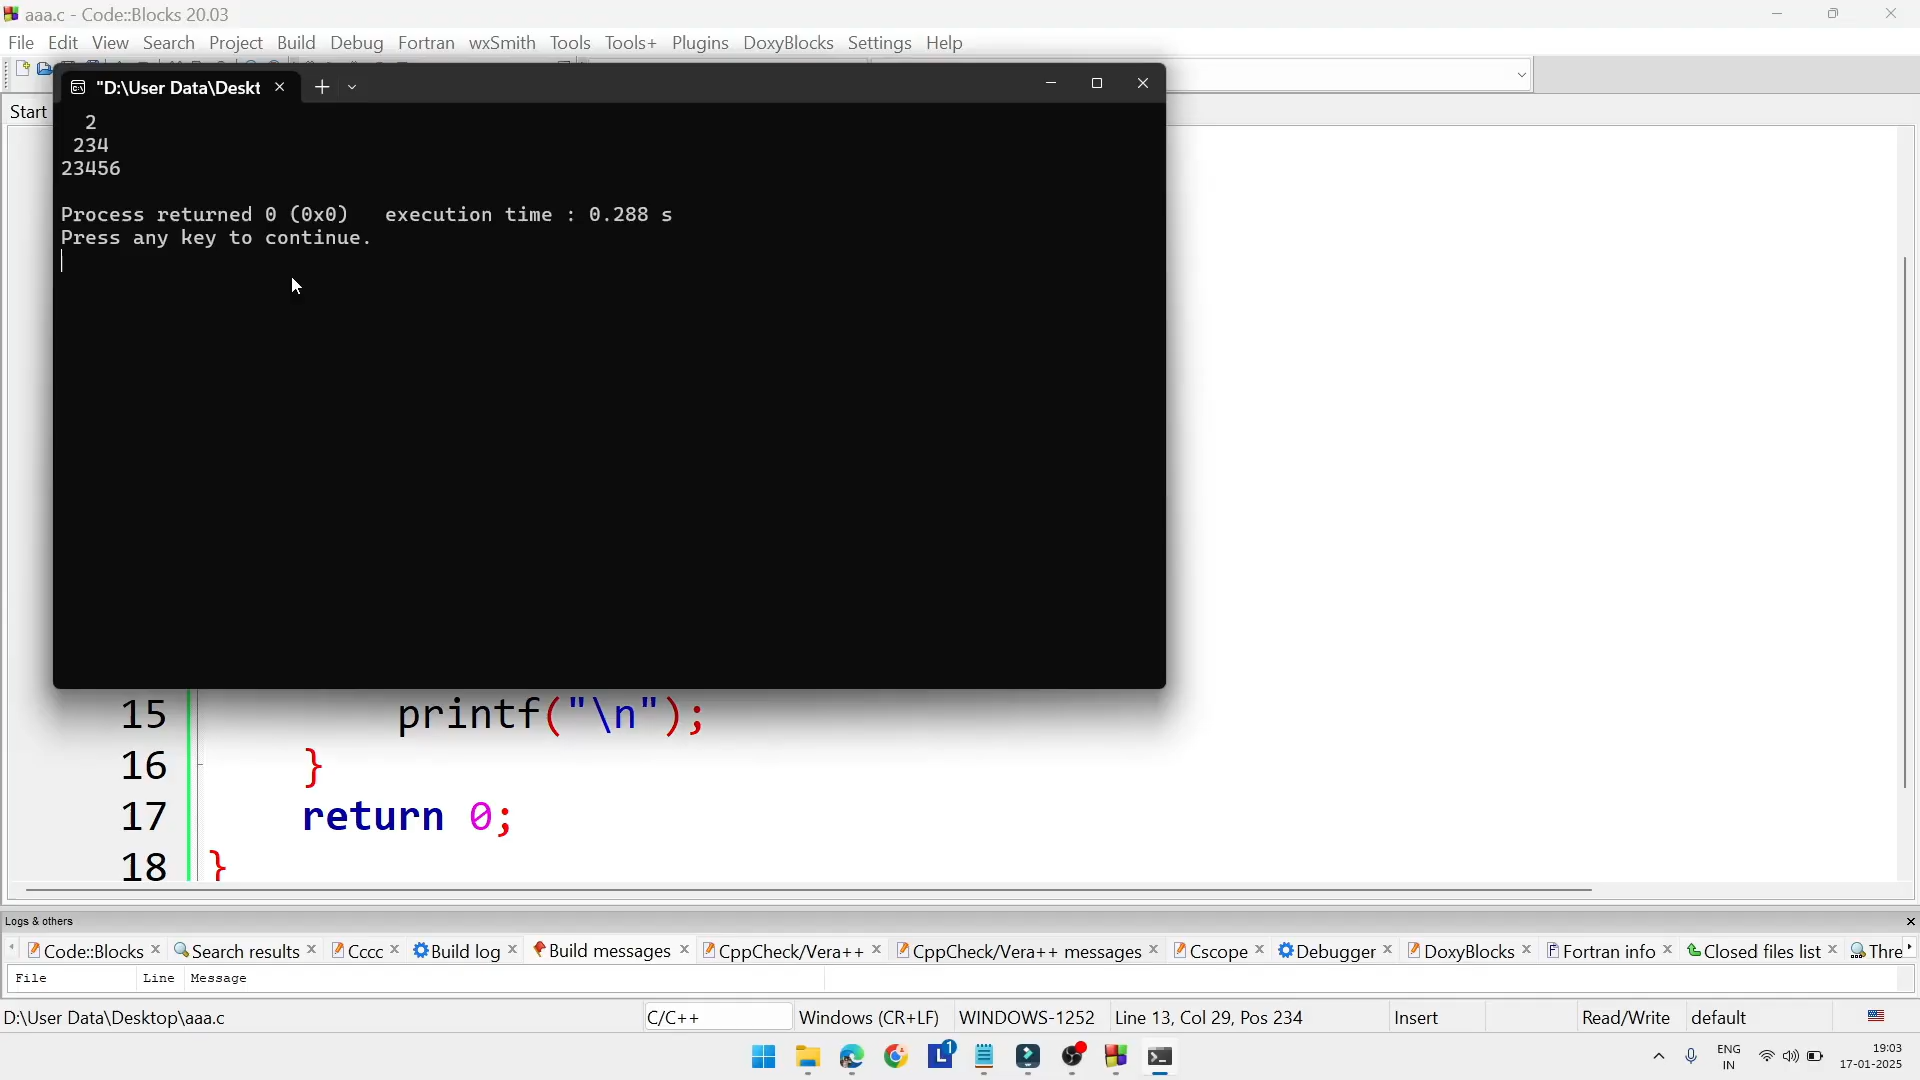 aaa.c - Code::Blocks 20.03
File Edit View Search Project Build Debug Fortran wxSmith Tools Tools+ Plugins DoxyBlocks Settings Help
"D:\User Data\Deskt
Start
2
234
23456
Process returned 0 (0x0)   execution time : 0.288 s
Press any key to continue.
15 printf("\n");
16 }
17 return 0;
18 }
Logs & others
Code::Blocks Search results Cccc Build log Build messages CppCheck/Vera++ CppCheck/Vera++ messages Cscope Debugger DoxyBlocks Fortran info Closed files list Thre
File Line Message
D:\User Data\Desktop\aaa.c C/C++ Windows (CR+LF) WINDOWS-1252 Line 13, Col 29, Pos 234 Insert Read/Write default
L 1 ENG 19:03
IN 17-01-2025